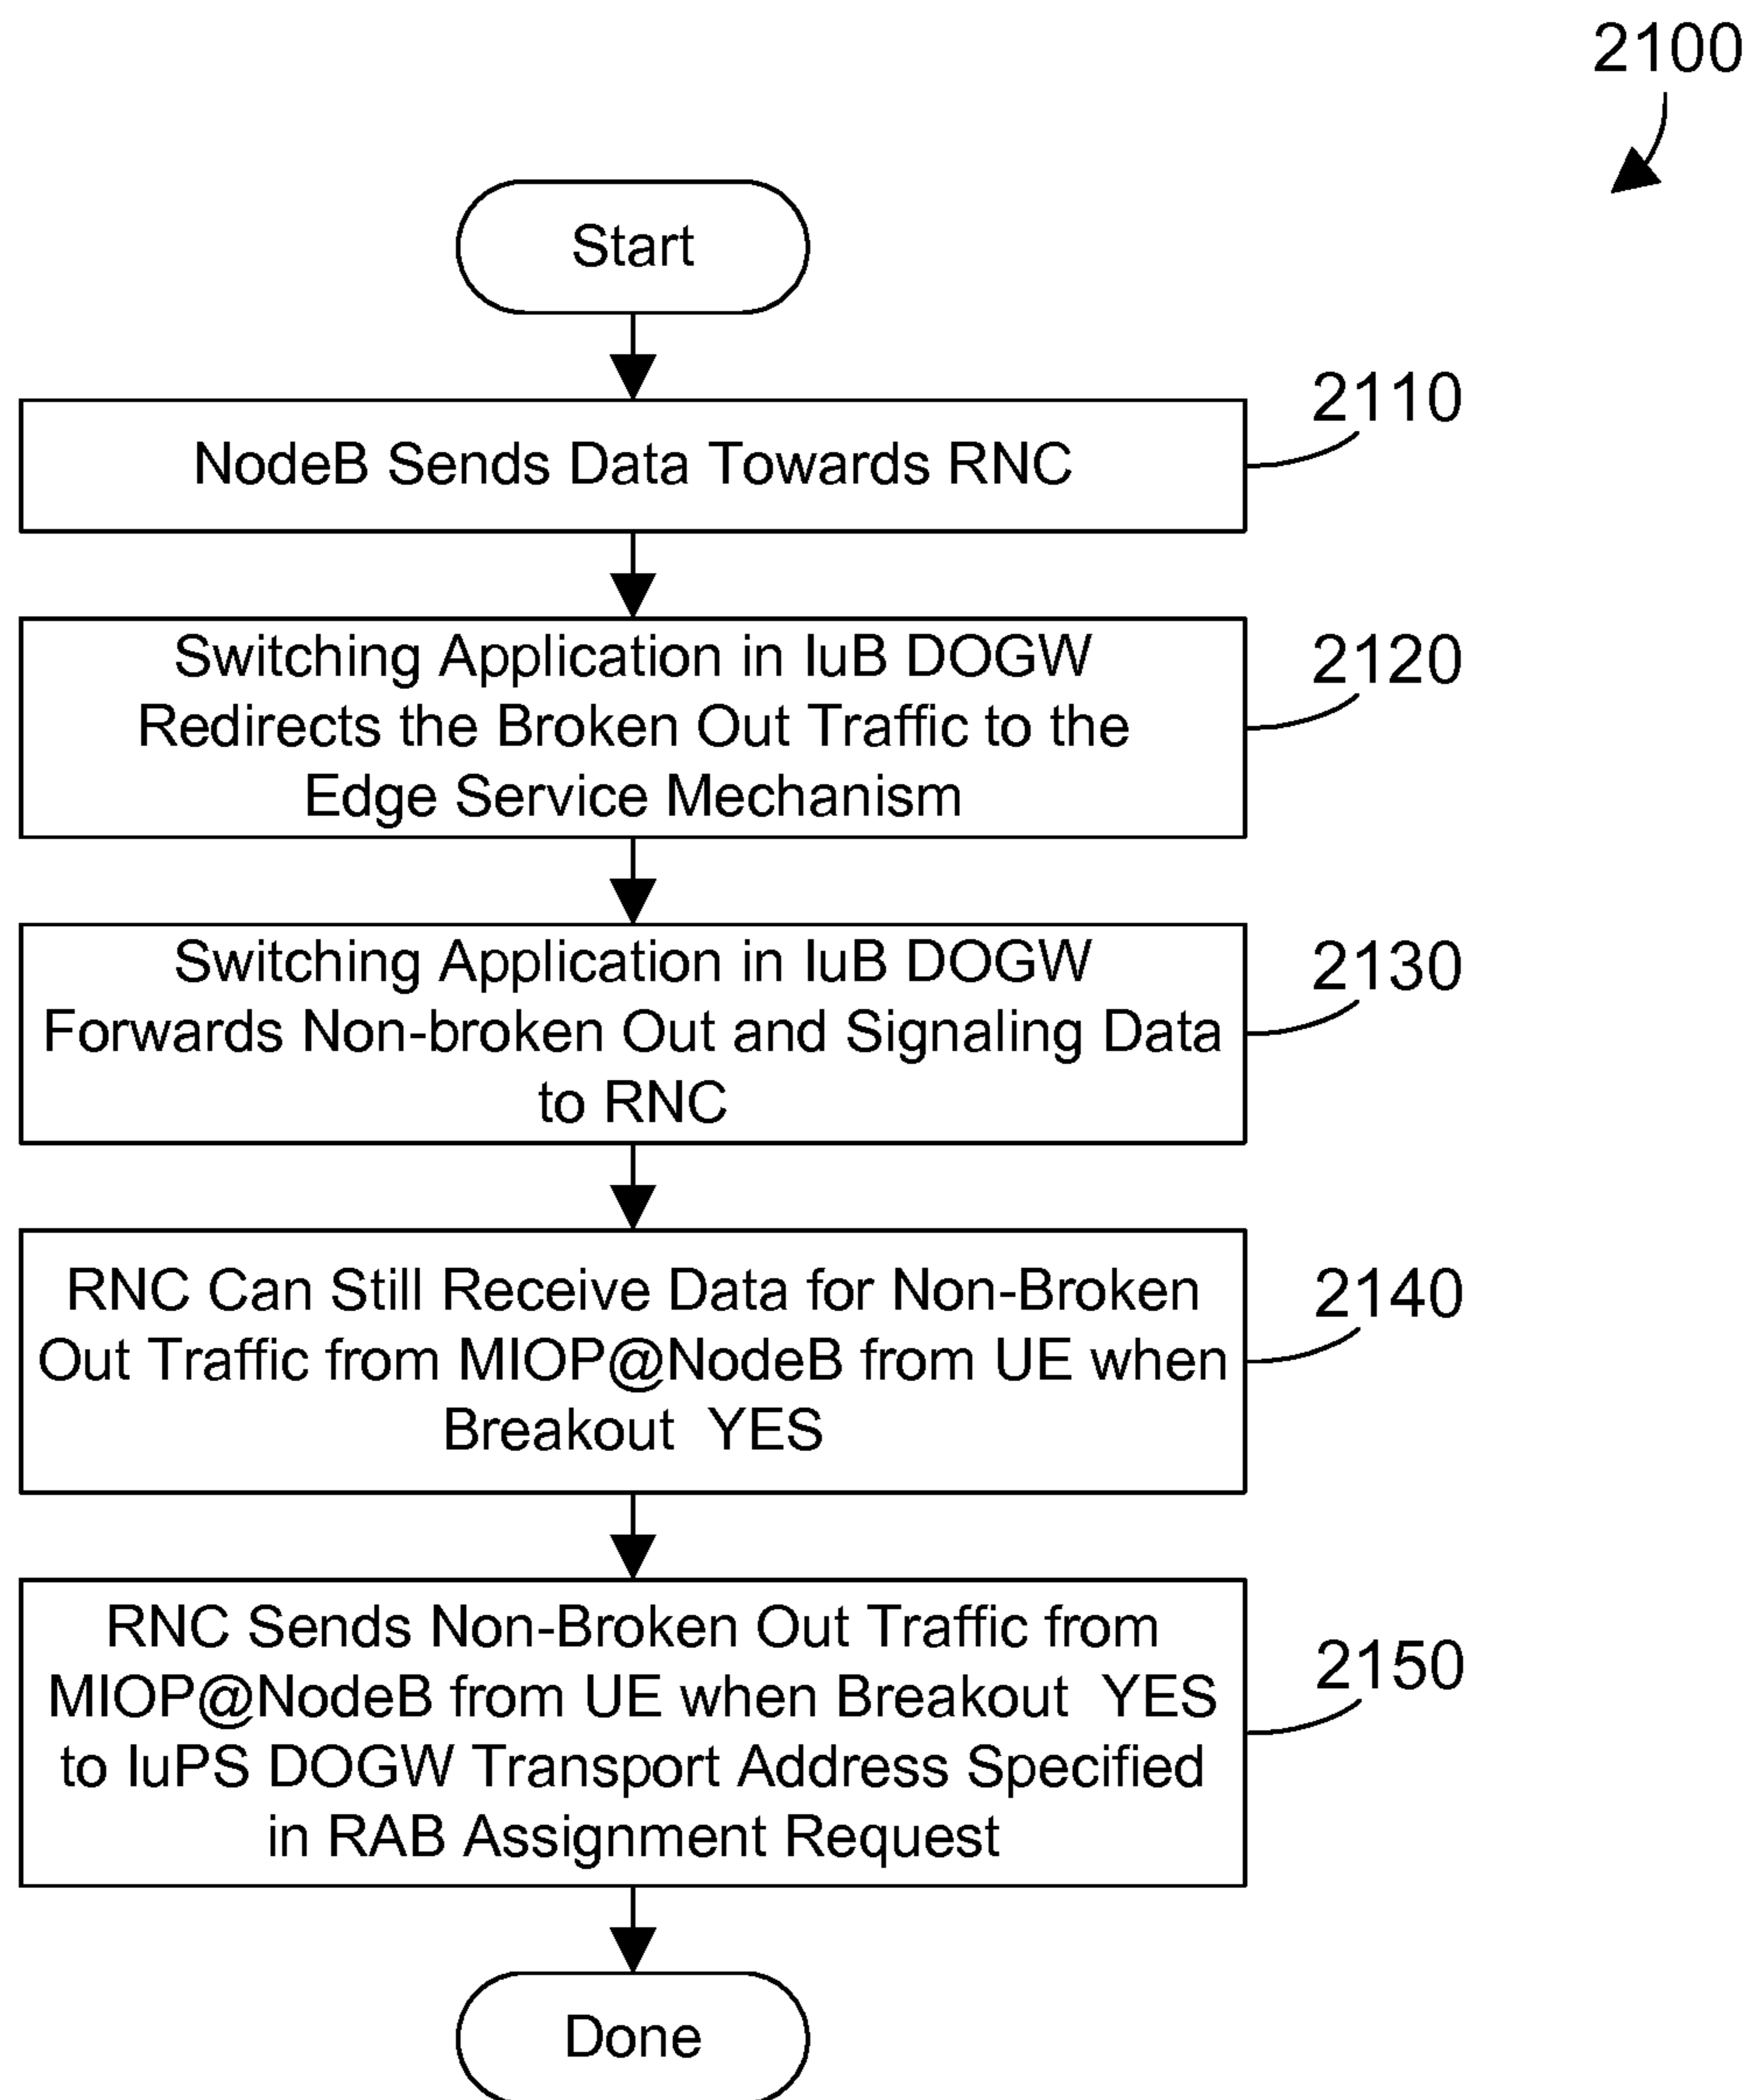 2100
Start
NodeB Sends Data Towards RNC
2110
Switching Application in IuB DOGW
Redirects the Broken Out Traffic to the
Edge Service Mechanism
2120
Switching Application in IuB DOGW
Forwards Non-broken Out and Signaling Data
to RNC
2130
RNC Can Still Receive Data for Non-Broken
Out Traffic from MIOP@NodeB from UE when
Breakout  YES
2140
RNC Sends Non-Broken Out Traffic from
MIOP@NodeB from UE when Breakout  YES
to IuPS DOGW Transport Address Specified
in RAB Assignment Request
2150
Done